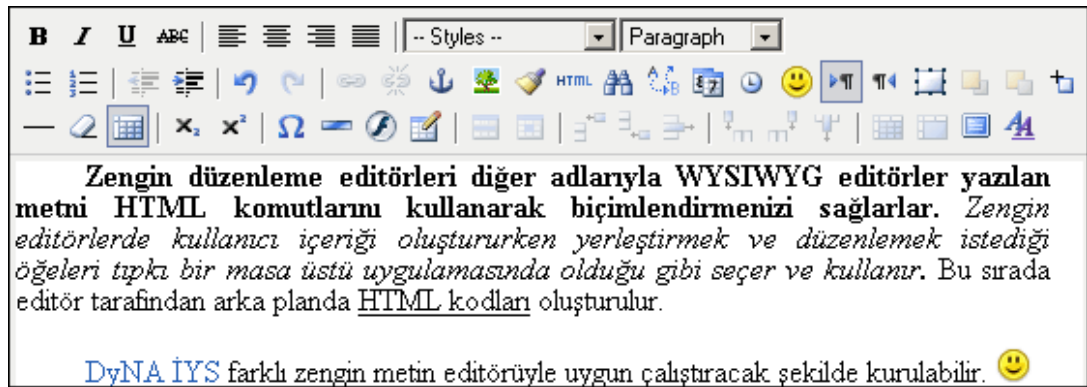 B I U ABC -- Styles -- Paragraph
HTML
Zengin düzenleme editörleri diğer adlarıyla WYSIWYG editörler yazılan
metni HTML komutlarını kullanarak biçimlendirmenizi sağlarlar. Zengin
editörlerde kullanıcı içeriği oluştururken yerleştirmek ve düzenlemek istediği
öğeleri tıpkı bir masa üstü uygulamasında olduğu gibi seçer ve kullanır. Bu sırada
editör tarafından arka planda HTML kodları oluşturulur.
DyNA İYS farklı zengin metin editörüyle uygun çalıştıracak şekilde kurulabilir.